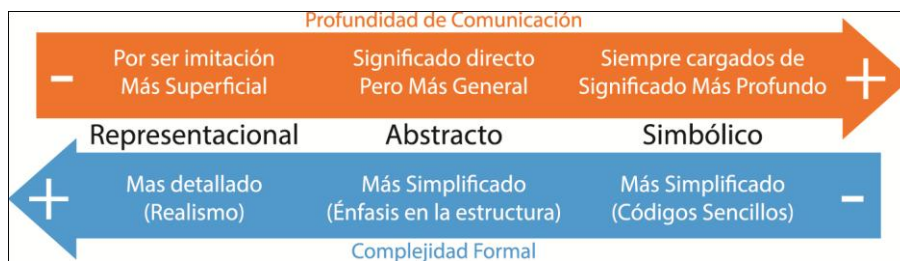 Profundidad de Comunicación
- Por ser imitación Significado directo Siempre cargados de +
Más Superficial Pero Más General Significado Más Profundo
Representacional Abstracto Simbólico
+ Mas detallado Más Simplificado Más Simplificado -
(Realismo) (Énfasis en la estructura) (Códigos Sencillos)
Complejidad Formal